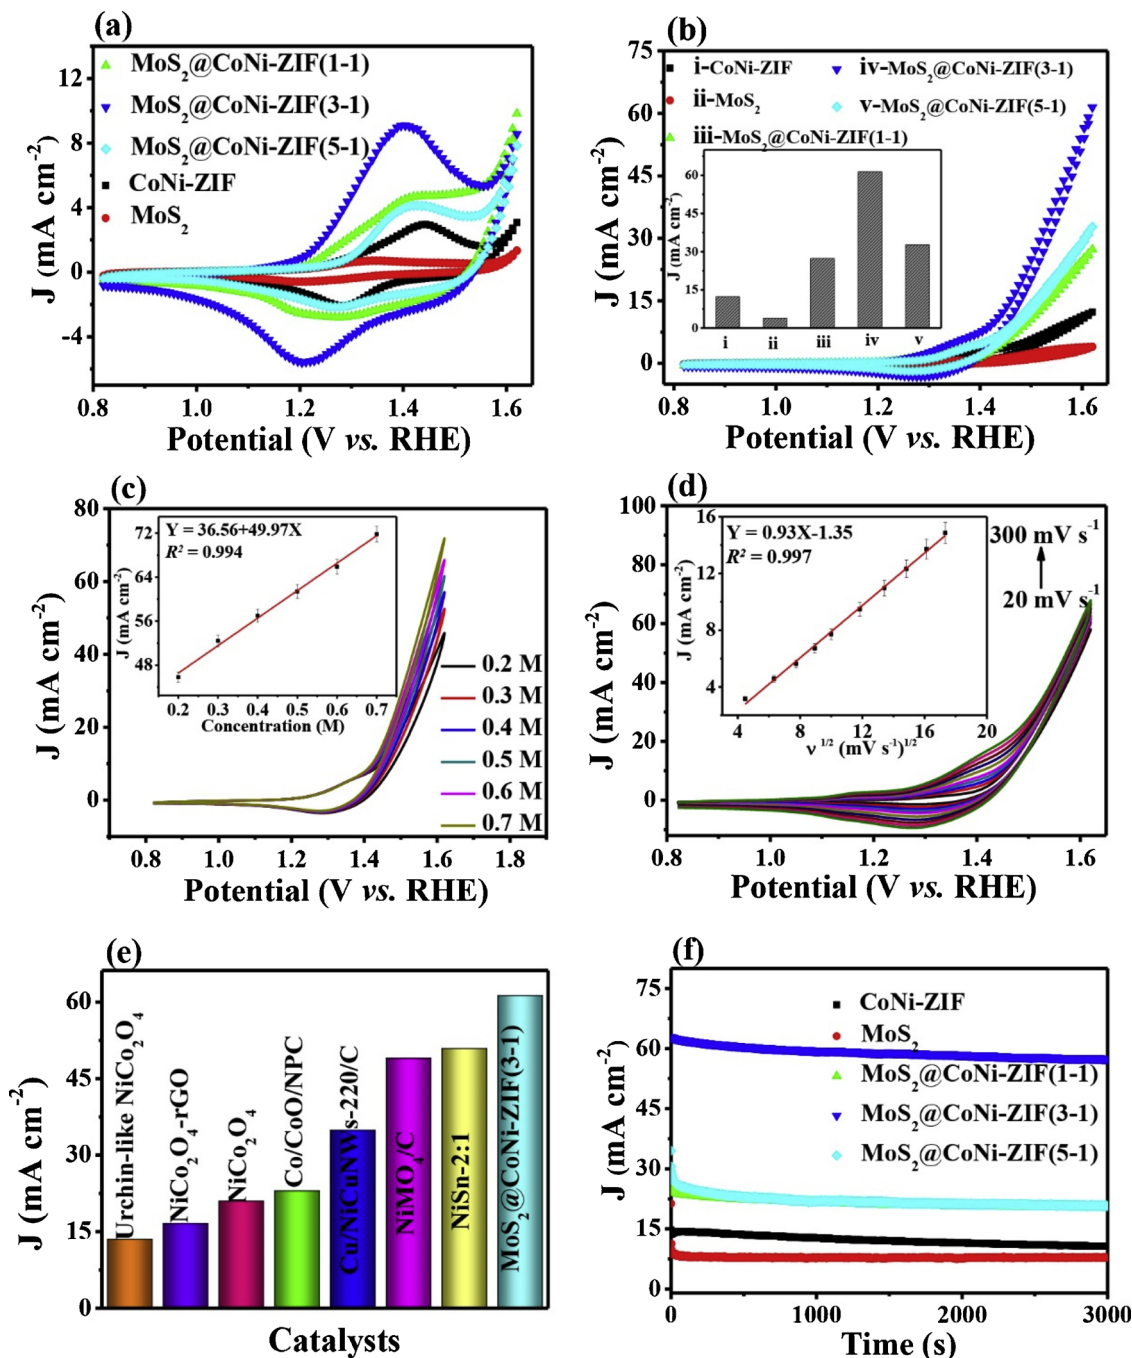 (a)
MoS2@CoNi-ZIF(1-1)
MoS2@CoNi-ZIF(3-1)
MoS2@CoNi-ZIF(5-1)
CoNi-ZIF
MoS2
12
8
4
0
-4
J (mA cm-2)
0.8 1.0 1.2 1.4 1.6
Potential (V vs. RHE)
(b)
i-CoNi-ZIF
ii-MoS2
iii-MoS2@CoNi-ZIF(1-1)
iv-MoS2@CoNi-ZIF(3-1)
v-MoS2@CoNi-ZIF(5-1)
75
60
45
30
15
0
J (mA cm-2)
60
45
30
15
0
J (mA cm-2)
i ii iii iv v
0.8 1.0 1.2 1.4 1.6
Potential (V vs. RHE)
(c)
80
60
40
20
0
J (mA cm-2)
Y = 36.56+49.97X
R2 = 0.994
72
64
56
48
J (mA cm-2)
0.2 0.3 0.4 0.5 0.6 0.7
Concentration (M)
0.2 M
0.3 M
0.4 M
0.5 M
0.6 M
0.7 M
0.8 1.0 1.2 1.4 1.6 1.8
Potential (V vs. RHE)
(d)
100
80
60
40
20
0
J (mA cm-2)
Y = 0.93X-1.35
R2 = 0.997
16
12
8
4
J (mA cm-2)
4 8 12 16 20
ν 1/2 (mV s-1)1/2
300 mV s-1
20 mV s-1
0.8 1.0 1.2 1.4 1.6
Potential (V vs. RHE)
(e)
60
45
30
15
0
J (mA cm-2)
Urchin-like NiCo2O4
NiCo2O4-rGO
NiCo2O4
Co/CoO/NPC
Cu/NiCuNWs-220/C
NiMO4/C
NiSn-2:1
MoS2@CoNi-ZIF(3-1)
Catalysts
(f)
CoNi-ZIF
MoS2
MoS2@CoNi-ZIF(1-1)
MoS2@CoNi-ZIF(3-1)
MoS2@CoNi-ZIF(5-1)
75
60
45
30
15
0
J (mA cm-2)
0 1000 2000 3000
Time (s)